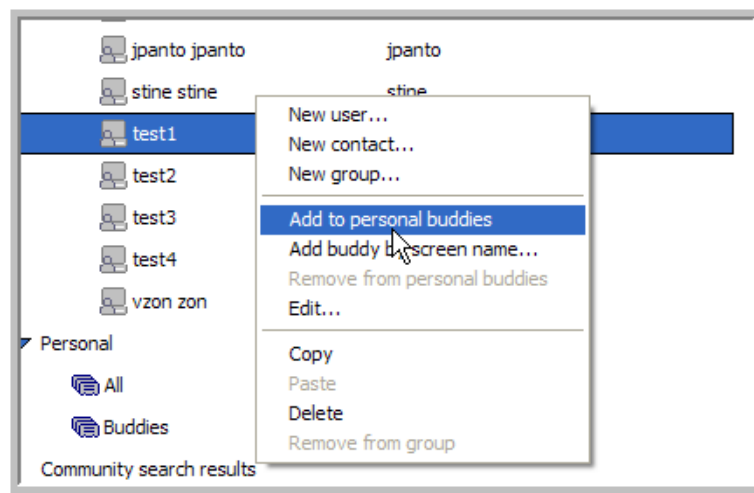 jpanto jpanto jpanto
stine stine stine
test1
test2
test3
test4
vzon zon
Personal
All
Buddies
Community search results
New user...
New contact...
New group...
Add to personal buddies
Add buddy by screen name...
Remove from personal buddies
Edit...
Copy
Paste
Delete
Remove from group